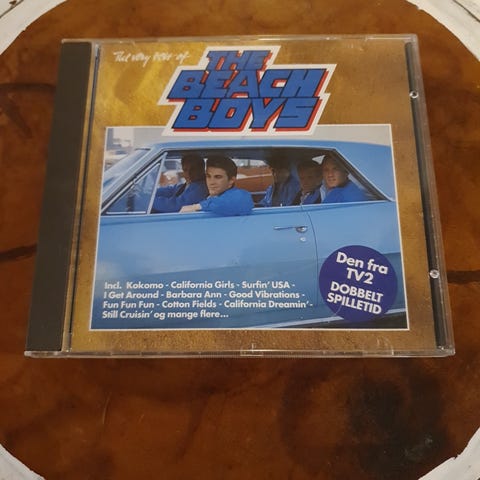 The very best of
THE
BEACH
BOYS
Incl. Kokomo - California Girls - Surfin' USA -
I Get Around - Barbara Ann - Good Vibrations -
Fun Fun Fun - Cotton Fields - California Dreamin' -
Still Cruisin' og mange flere...
Den fra
TV2
DOBBELT
SPILLETID